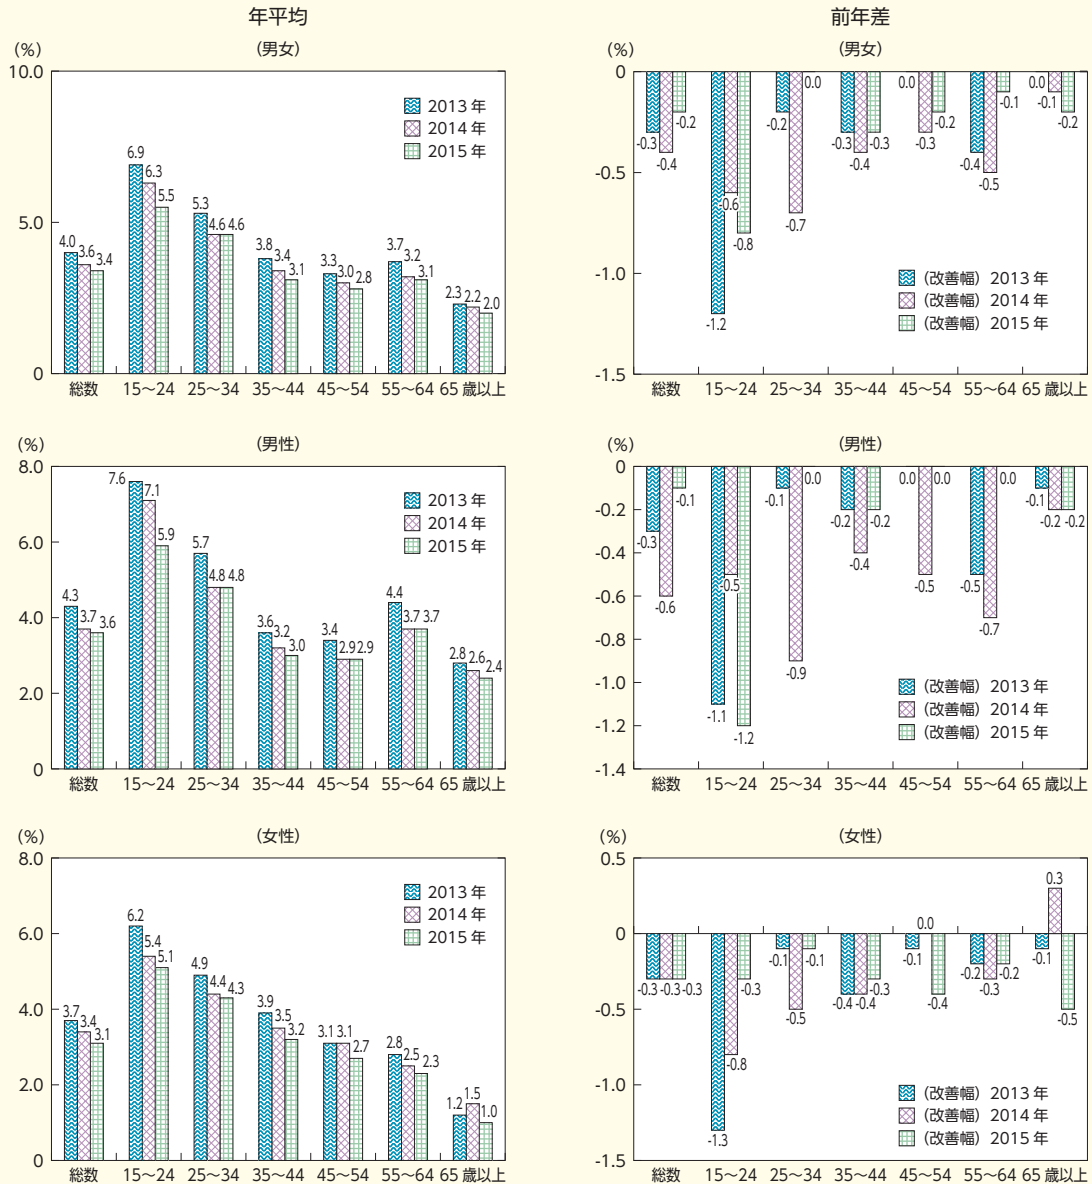 年平均
(男女)
(%)
10.0
5.0
0
2013 年
2014 年
2015 年
4.0 3.6 3.4
6.9 6.3 5.5
5.3 4.6 4.6
3.8 3.4 3.1
3.3 3.0 2.8
3.7 3.2 3.1
2.3 2.2 2.0
総数 15～24 25～34 35～44 45～54 55～64 65 歳以上
前年差
(男女)
(%)
0
-0.5
-1.0
-1.5
-0.3 -0.4 -0.2
-1.2 -0.6 -0.8
-0.2 -0.7 0.0
-0.3 -0.4 -0.3
0.0 -0.3 -0.2
-0.4 -0.5 -0.1
0.0 -0.1 -0.2
(改善幅) 2013 年
(改善幅) 2014 年
(改善幅) 2015 年
総数 15～24 25～34 35～44 45～54 55～64 65 歳以上
(男性)
(%)
8.0
6.0
4.0
2.0
0
2013 年
2014 年
2015 年
4.3 3.7 3.6
7.6 7.1 5.9
5.7 4.8 4.8
3.6 3.2 3.0
3.4 2.9 2.9
4.4 3.7 3.7
2.8 2.6 2.4
総数 15～24 25～34 35～44 45～54 55～64 65 歳以上
(男性)
(%)
0
-0.2
-0.4
-0.6
-0.8
-1.0
-1.2
-1.4
-0.3 -0.6 -0.1
-1.1 -0.5 -1.2
-0.1 -0.9 0.0
-0.2 -0.4 -0.2
0.0 -0.5 0.0
-0.5 -0.7 0.0
-0.1 -0.2 -0.2
(改善幅) 2013 年
(改善幅) 2014 年
(改善幅) 2015 年
総数 15～24 25～34 35～44 45～54 55～64 65 歳以上
(女性)
(%)
8.0
6.0
4.0
2.0
0
2013 年
2014 年
2015 年
3.7 3.4 3.1
6.2 5.4 5.1
4.9 4.4 4.3
3.9 3.5 3.2
3.1 3.1 2.7
2.8 2.5 2.3
1.2 1.5 1.0
総数 15～24 25～34 35～44 45～54 55～64 65 歳以上
(女性)
(%)
0.5
0
-0.5
-1.0
-1.5
-0.3 -0.3 -0.3
-1.3 -0.8 -0.3
-0.1 -0.5 -0.1
-0.4 -0.4 -0.3
-0.1 0.0 -0.4
-0.2 -0.3 -0.2
-0.1 0.3 -0.5
(改善幅) 2013 年
(改善幅) 2014 年
(改善幅) 2015 年
総数 15～24 25～34 35～44 45～54 55～64 65 歳以上